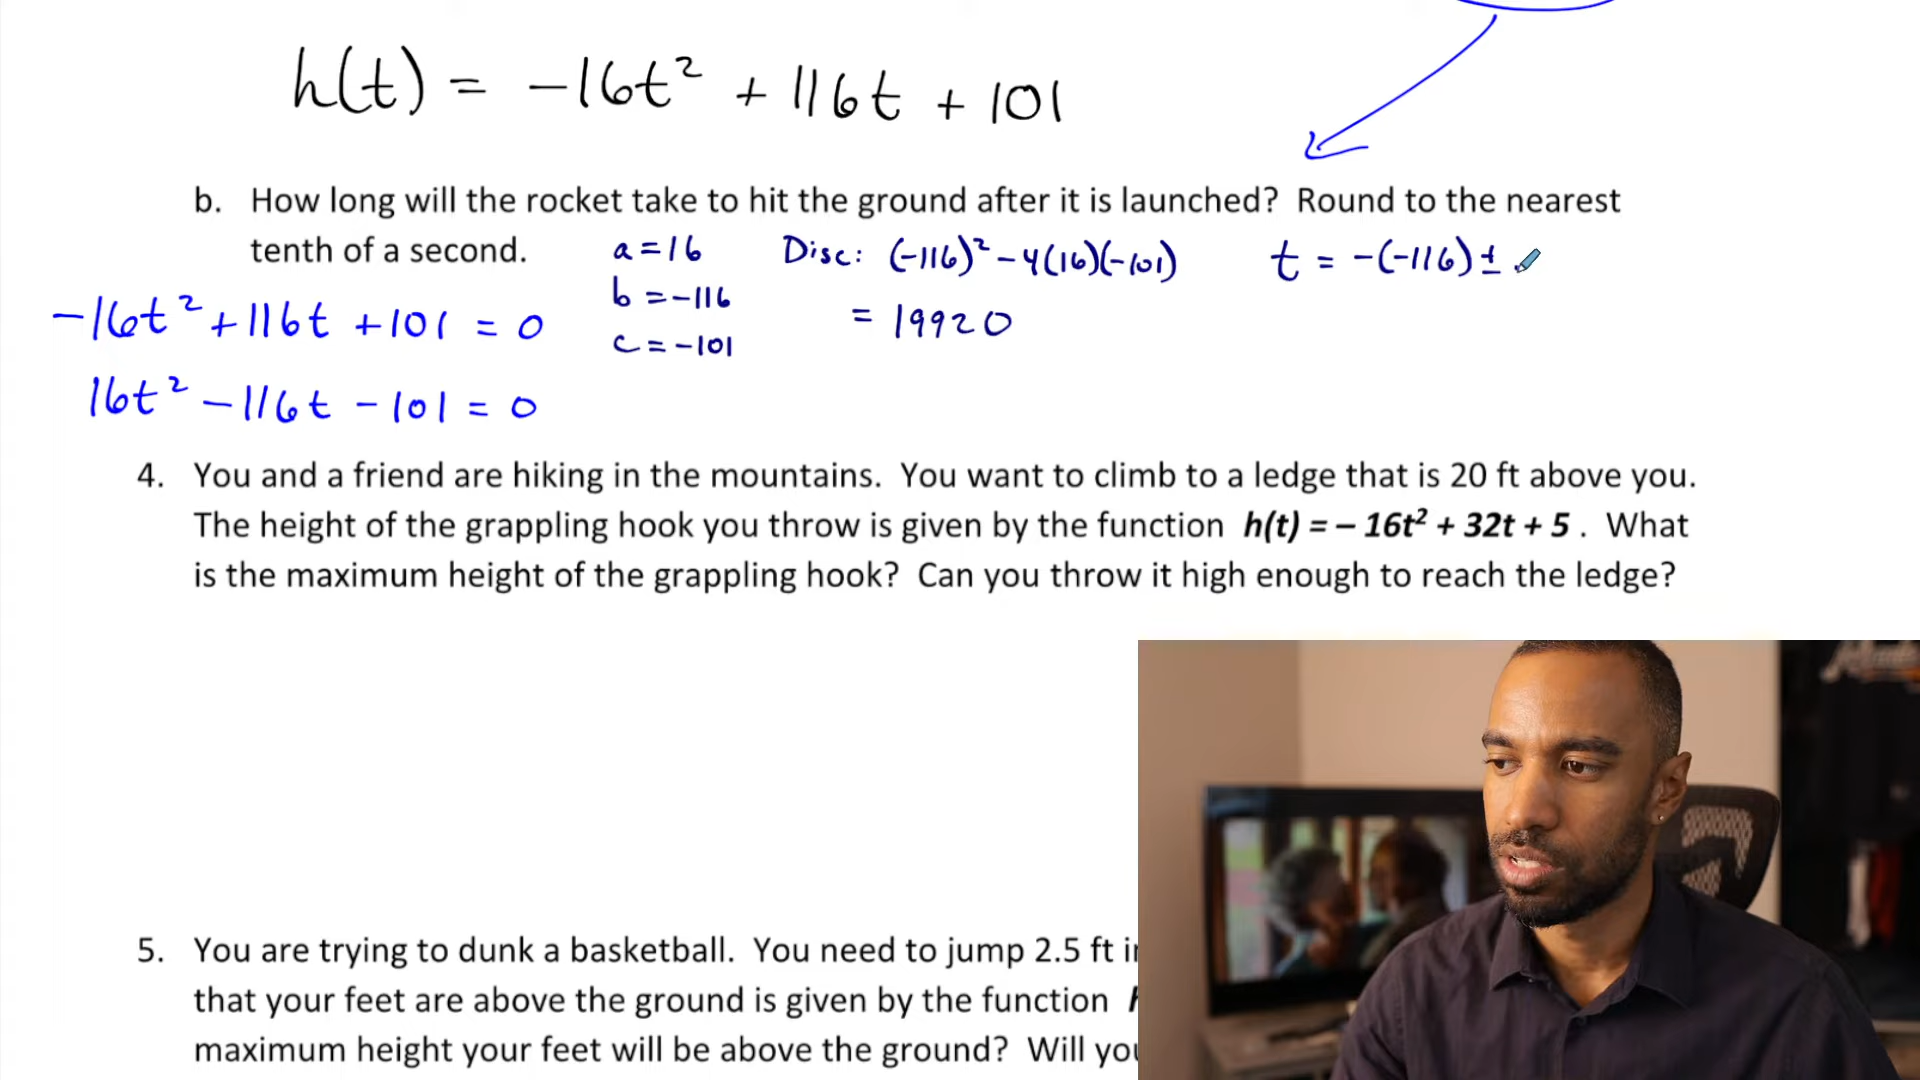 h(t) = -16t² + 116t + 101
b. How long will the rocket take to hit the ground after it is launched? Round to the nearest
tenth of a second.
a = 16
b = -116
c = -101
Disc: (-116)² - 4(16)(-101)
= 19920
t = -(-116) ±
-16t² + 116t + 101 = 0
16t² - 116t - 101 = 0
4. You and a friend are hiking in the mountains. You want to climb to a ledge that is 20 ft above you.
The height of the grappling hook you throw is given by the function h(t) = – 16t² + 32t + 5 . What
is the maximum height of the grappling hook? Can you throw it high enough to reach the ledge?
5. You are trying to dunk a basketball. You need to jump 2.5 ft
that your feet are above the ground is given by the function
maximum height your feet will be above the ground? Will